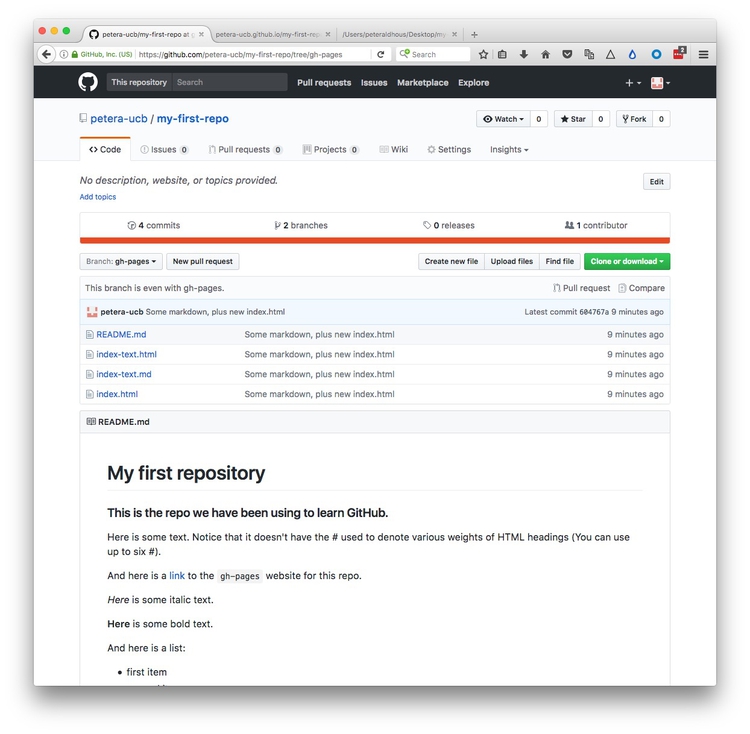 petera-ucb/my-first-repo at g
petera-ucb.github.io/my-first-rep
/Users/peteraldhous/Desktop/my
GitHub, Inc. (US) https://github.com/petera-ucb/my-first-repo/tree/gh-pages Search 2
This repository Search Pull requests Issues Marketplace Explore
petera-ucb / my-first-repo Watch 0 Star 0 Fork 0
Code Issues 0 Pull requests 0 Projects 0 Wiki Settings Insights
No description, website, or topics provided. Edit
Add topics
4 commits 2 branches 0 releases 1 contributor
Branch: gh-pages New pull request Create new file Upload files Find file Clone or download
This branch is even with gh-pages. Pull request Compare
petera-ucb Some markdown, plus new index.html Latest commit 604767a 9 minutes ago
README.md Some markdown, plus new index.html 9 minutes ago
index-text.html Some markdown, plus new index.html 9 minutes ago
index-text.md Some markdown, plus new index.html 9 minutes ago
index.html Some markdown, plus new index.html 9 minutes ago
README.md
My first repository
This is the repo we have been using to learn GitHub.
Here is some text. Notice that it doesn't have the # used to denote various weights of HTML headings (You can use
up to six #).
And here is a link to the gh-pages website for this repo.
Here is some italic text.
Here is some bold text.
And here is a list:
• first item